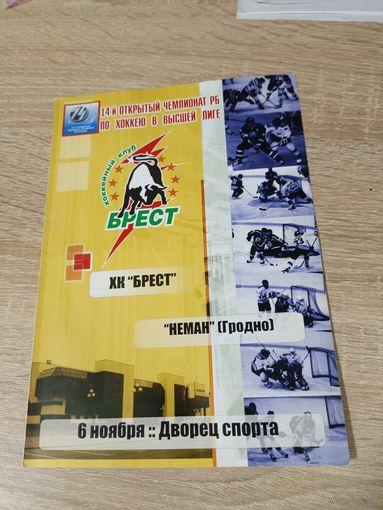 14-й ОТКРЫТЫЙ ЧЕМПИОНАТ РБ
ПО ХОККЕЮ В ВЫСШЕЙ ЛИГЕ
ХОККЕЙНЫЙ КЛУБ
БРЕСТ
ХК "БРЕСТ"
"НЕМАН" (Гродно)
6 ноября :: Дворец спорта